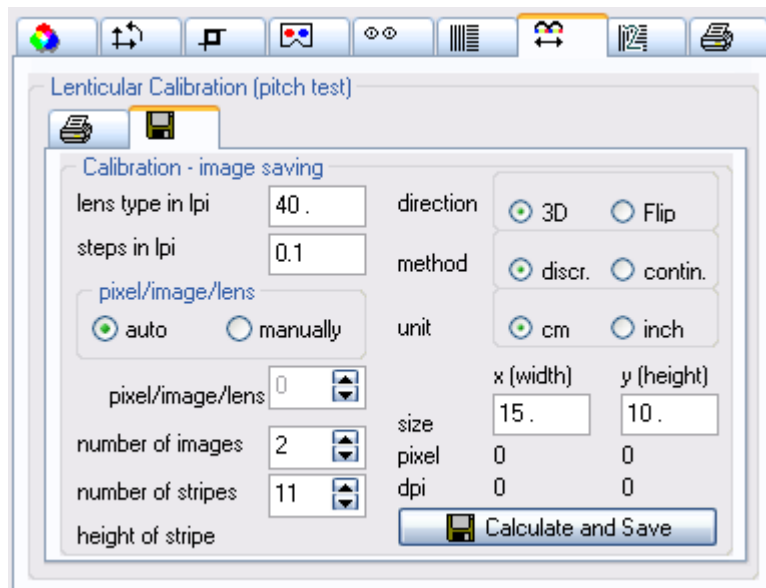 Lenticular Calibration (pitch test)
Calibration - image saving
lens type in lpi 40 .
steps in lpi 0.1
pixel/image/lens
auto manually
pixel/image/lens 0
number of images 2
number of stripes 11
height of stripe
direction 3D Flip
method discr. contin.
unit cm inch
x (width) y (height)
size 15 . 10 .
pixel 0 0
dpi 0 0
Calculate and Save